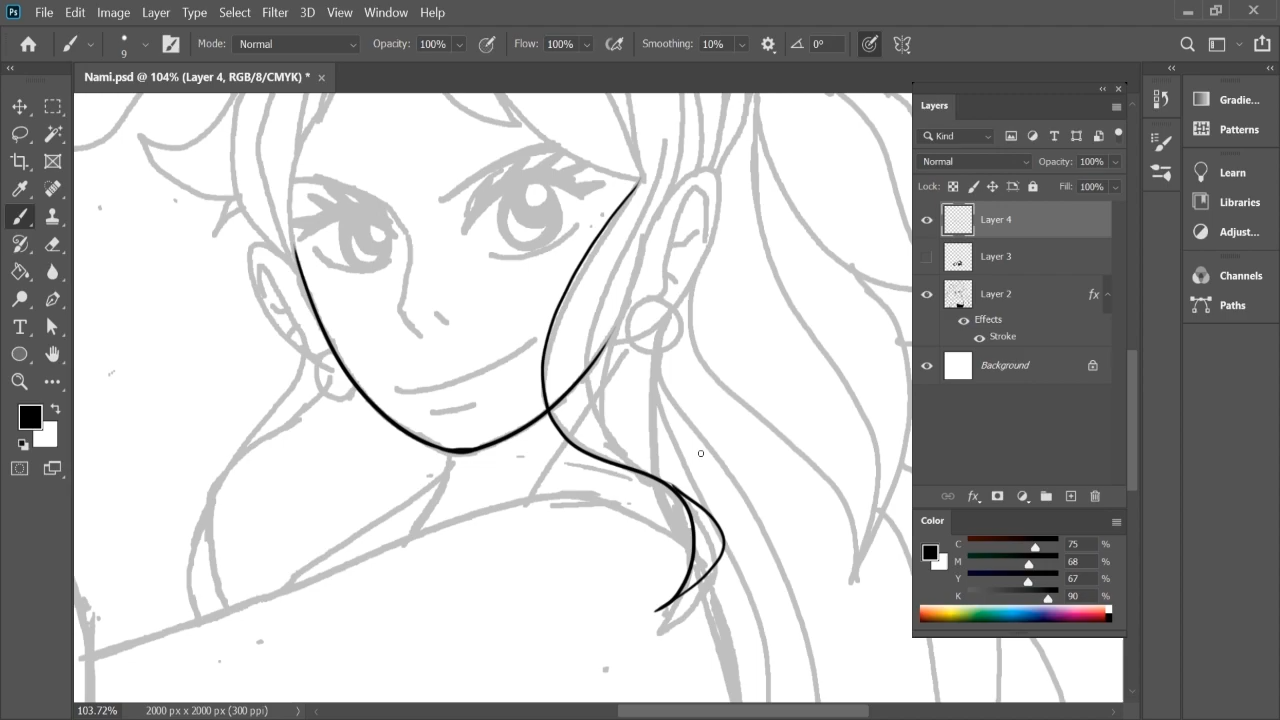 Ps File Edit Image Layer Type Select Filter 3D View Window Help
9 Mode: Normal Opacity: 100% Flow: 100% Smoothing: 10% 0°
Nami.psd @ 104% (Layer 4, RGB/8/CMYK) *
Layers
Kind
Normal Opacity: 100%
Lock: Fill: 100%
Layer 4
Layer 3
Layer 2 fx
Effects
Stroke
Background
fx
Color
C 75 %
M 68 %
Y 67 %
K 90 %
Gradie...
Patterns
Learn
Libraries
Adjust...
Channels
Paths
103.72% 2000 px x 2000 px (300 ppi)